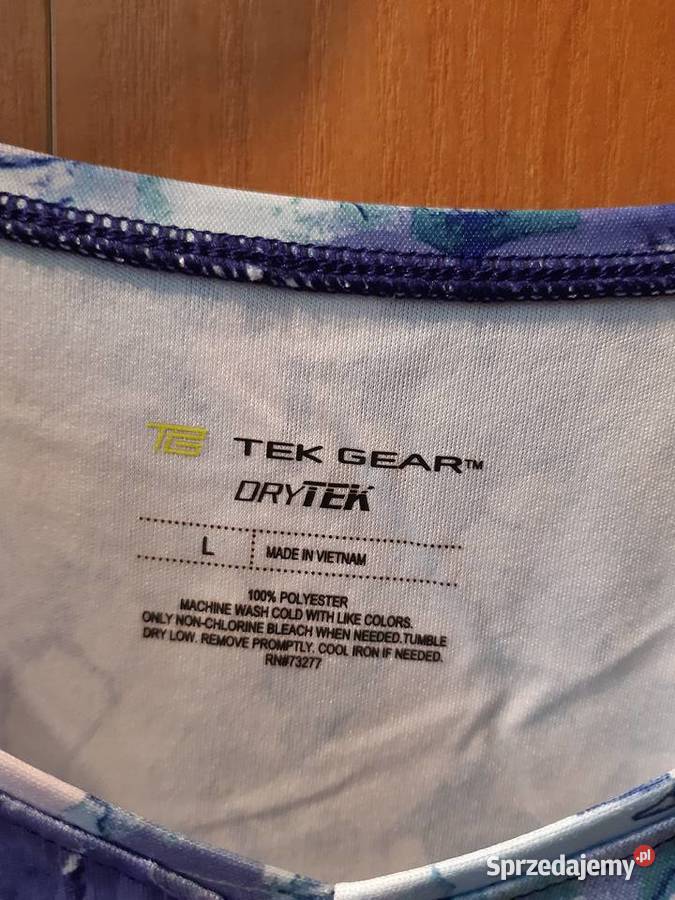 TG TEK GEAR™
DRYTEK
L MADE IN VIETNAM
100% POLYESTER
MACHINE WASH COLD WITH LIKE COLORS.
ONLY NON-CHLORINE BLEACH WHEN NEEDED.TUMBLE
DRY LOW. REMOVE PROMPTLY. COOL IRON IF NEEDED.
RN#73277
Sprzedajemy.pl